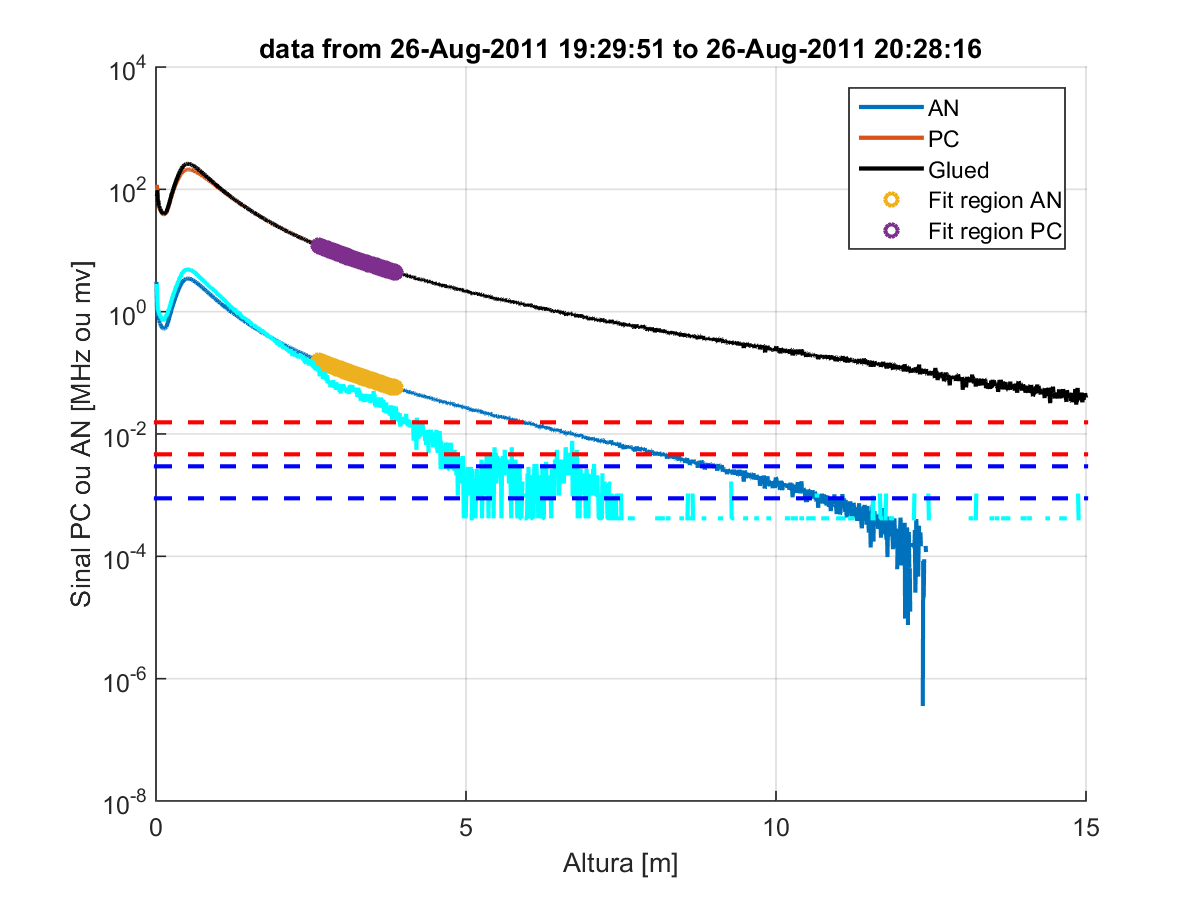 data from 26-Aug-2011 19:29:51 to 26-Aug-2011 20:28:16
AN
PC
Glued
Fit region AN
Fit region PC
Sinal PC ou AN [MHz ou mv]
10^4
10^2
10^0
10^-2
10^-4
10^-6
10^-8
0 5 10 15
Altura [m]